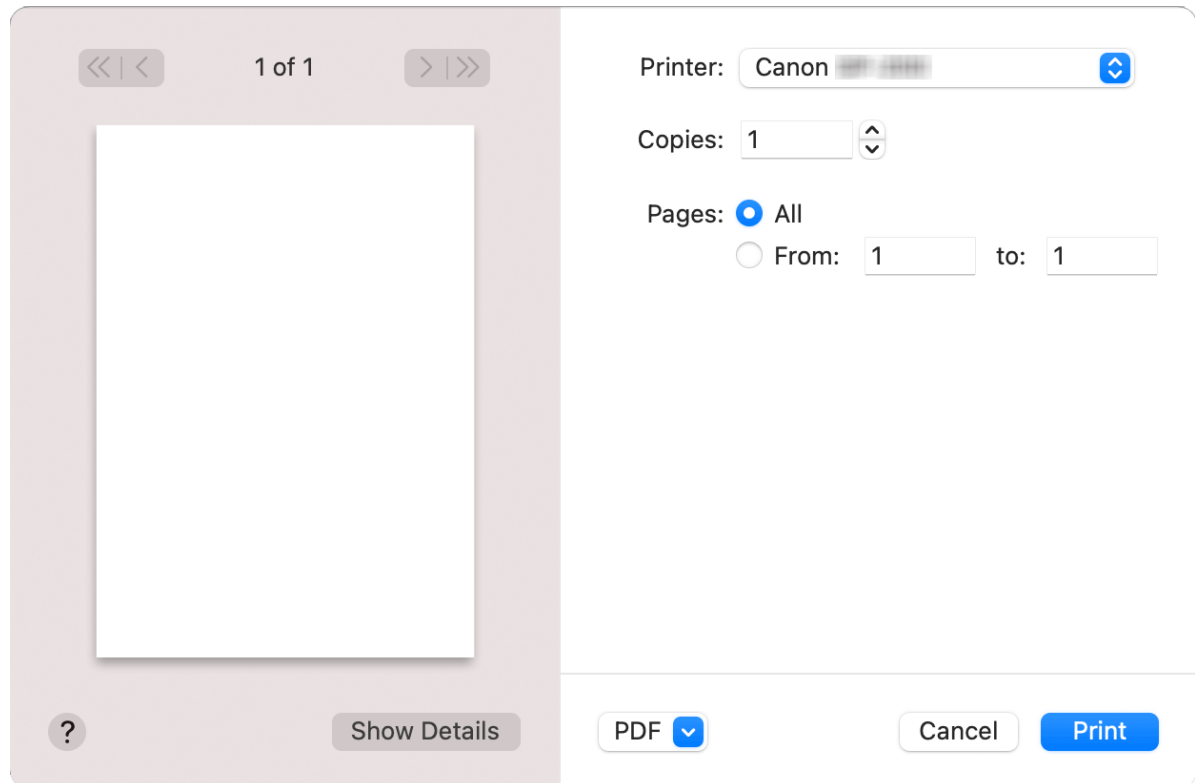 1 of 1
Printer: Canon
Copies: 1
Pages: All
From: 1 to: 1
? Show Details PDF Cancel Print